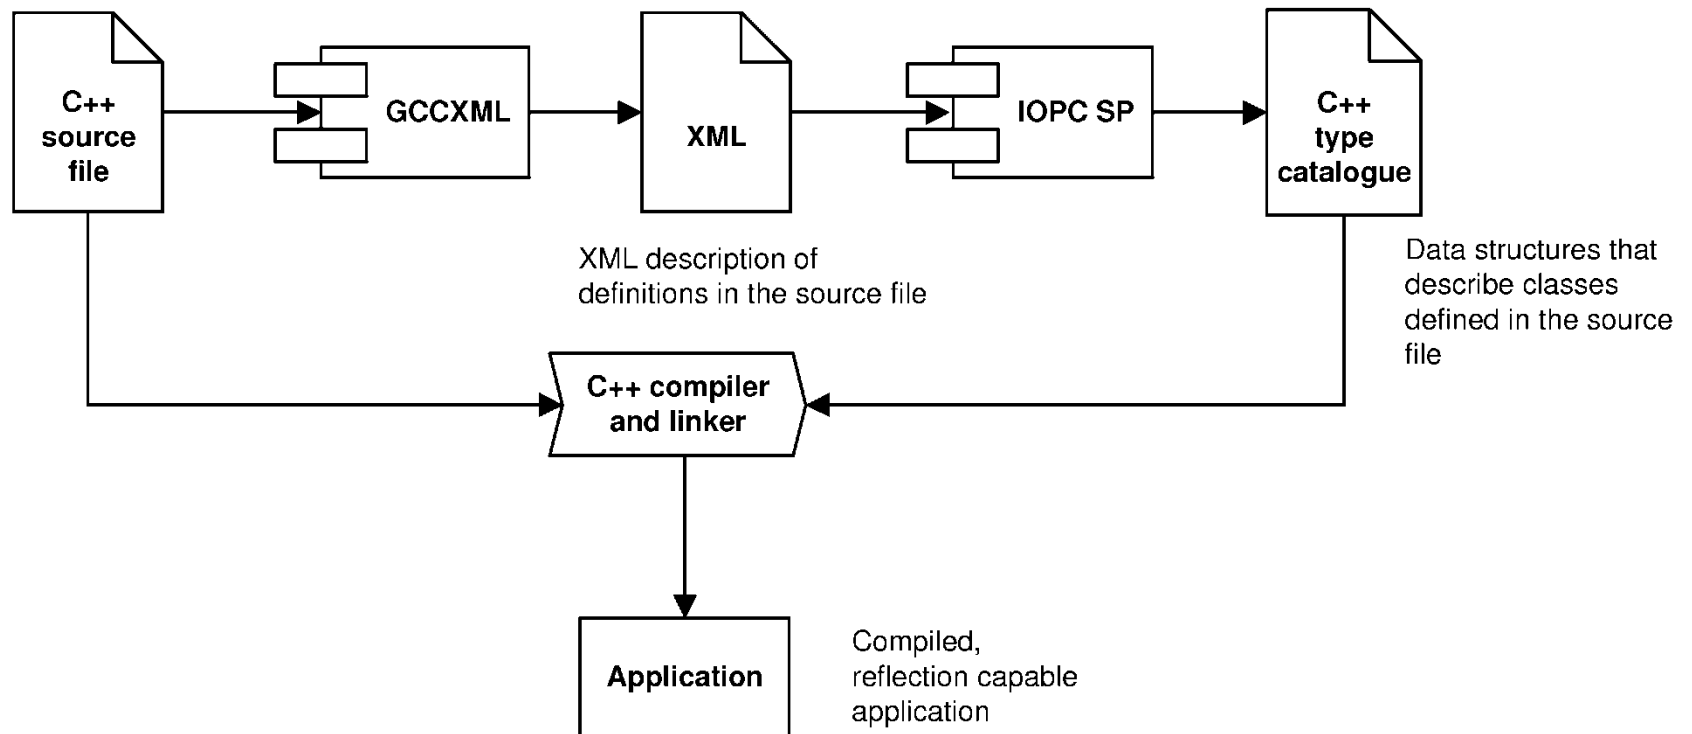 C++
source
file
GCCXML
XML
IOPC SP
C++
type
catalogue
XML description of
definitions in the source file
Data structures that
describe classes
defined in the source
file
C++ compiler
and linker
Application
Compiled,
reflection capable
application